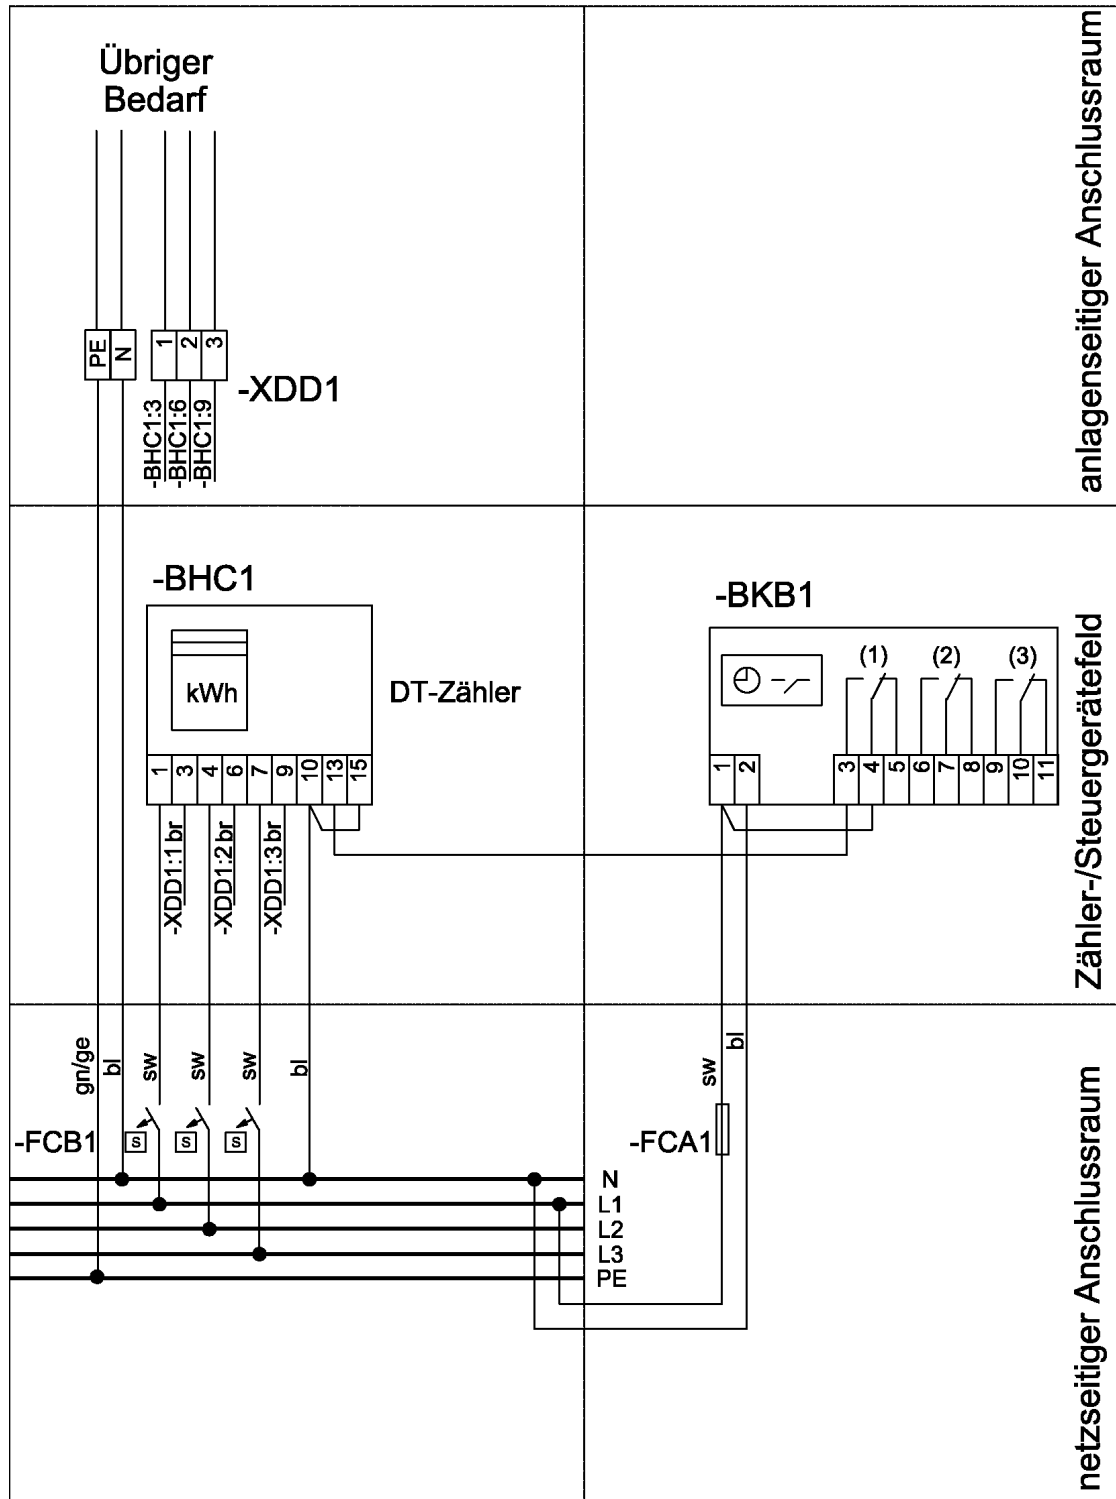 Übriger
Bedarf
anlagenseitiger Anschlussraum
PE
N
1
2
3
-XDD1
-BHC1:3
-BHC1:6
-BHC1:9
-BHC1
kWh
DT-Zähler
1
3
4
6
7
9
10
13
15
-XDD1:1 br
-XDD1:2 br
-XDD1:3 br
-BKB1
(1)
(2)
(3)
1
2
3
4
5
6
7
8
9
10
11
Zähler-/Steuergerätefeld
gn/ge
bl
sw
sw
sw
bl
sw
bl
-FCB1
s
s
s
-FCA1
N
L1
L2
L3
PE
netzseitiger Anschlussraum